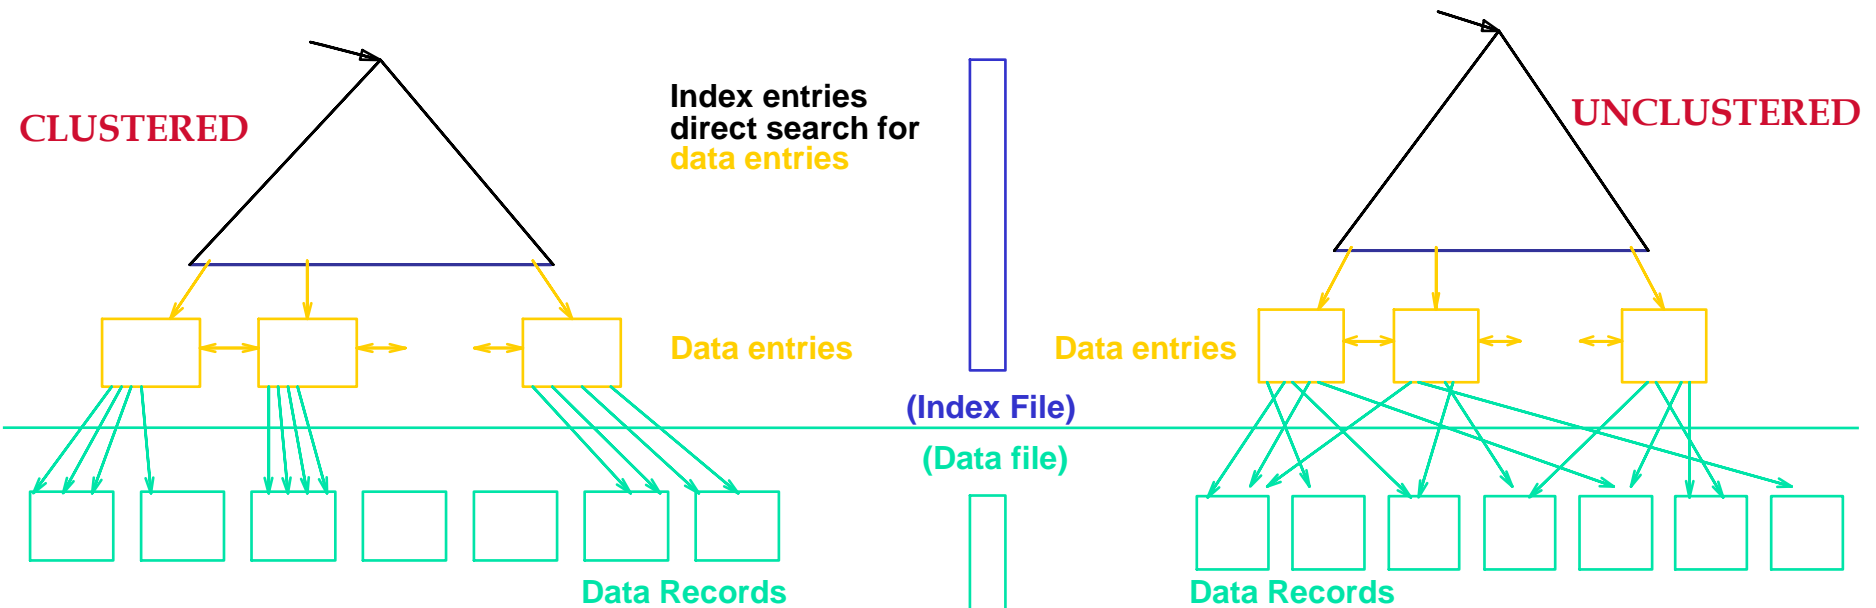 CLUSTERED
Index entries
direct search for
data entries
UNCLUSTERED
Data entries
Data entries
(Index File)
(Data file)
Data Records
Data Records